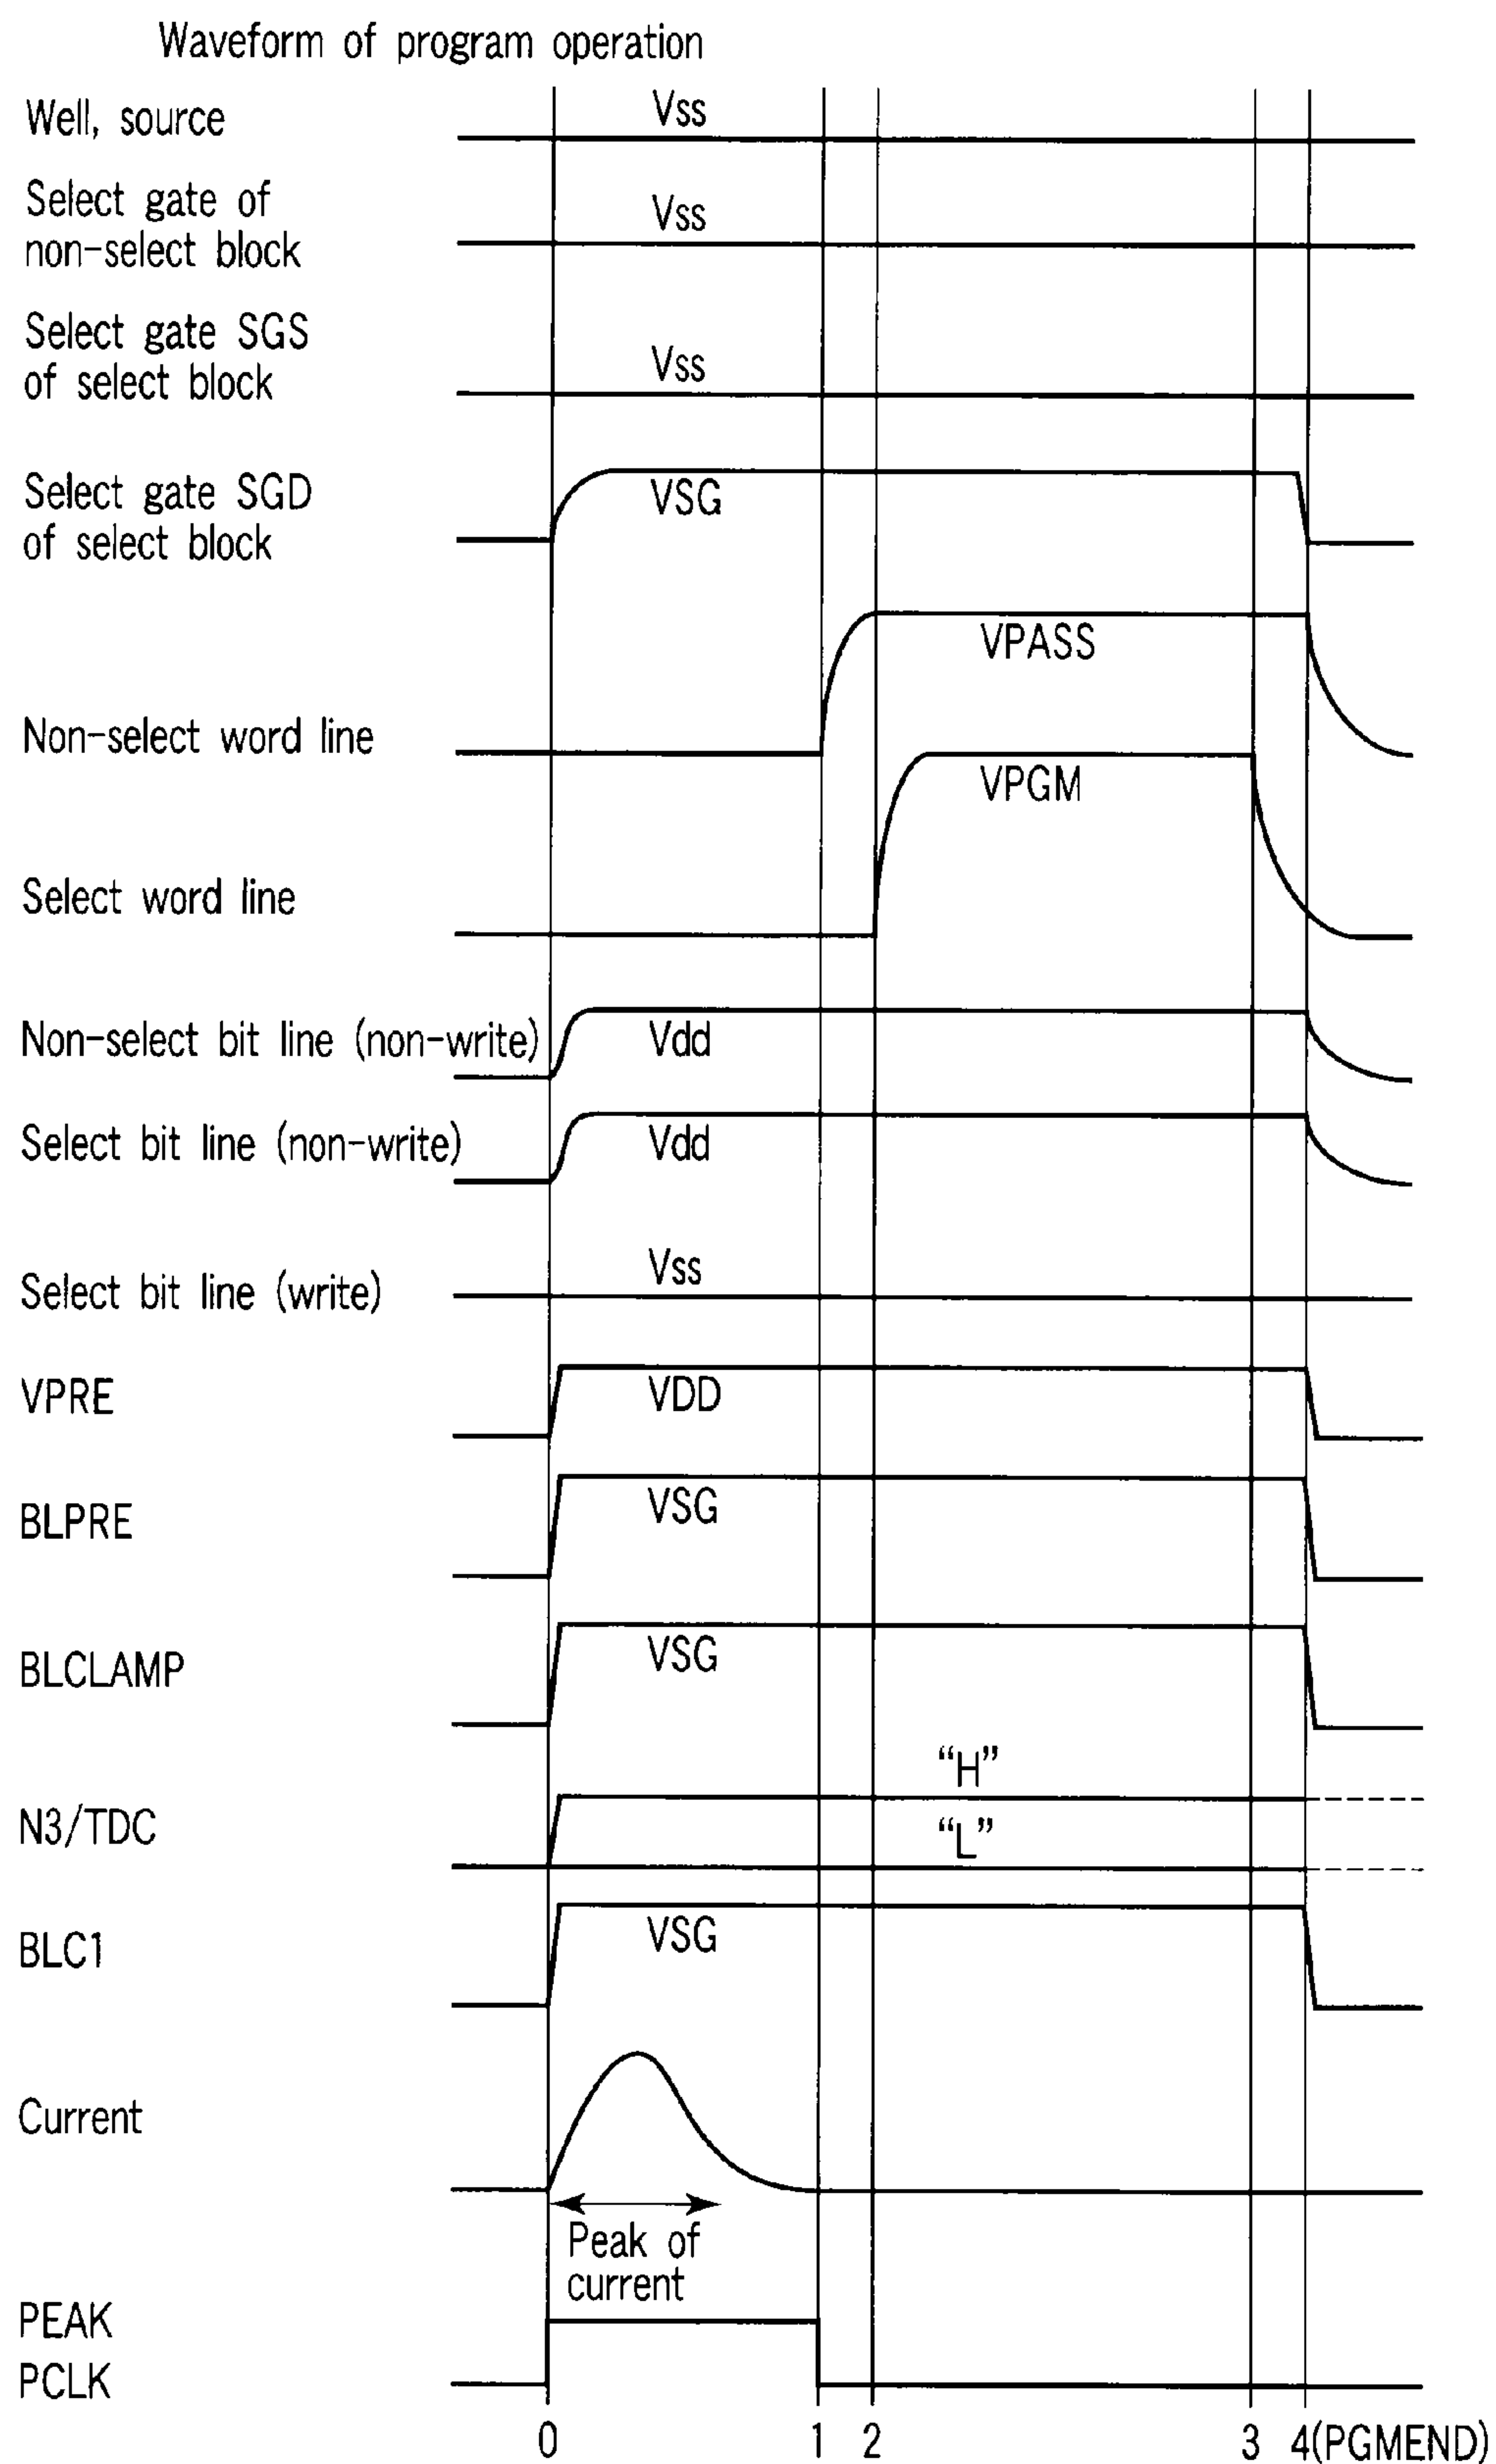 Waveform of program operation
Well, source
Vss
Select gate of
non-select block
Vss
Select gate SGS
of select block
Vss
Select gate SGD
of select block
VSG
VPASS
Non-select word line
VPGM
Select word line
Non-select bit line (non-write)
Vdd
Select bit line (non-write)
Vdd
Select bit line (write)
Vss
VPRE
VDD
BLPRE
VSG
BLCLAMP
VSG
"H"
N3/TDC
"L"
BLC1
VSG
Current
Peak of
current
PEAK
PCLK
0 1 2 3 4(PGMEND)